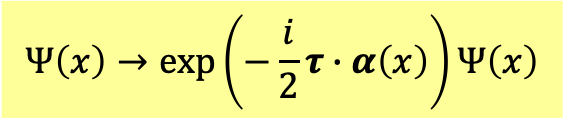 Ψ(x) → exp(−i/2 τ · α(x)) Ψ(x)